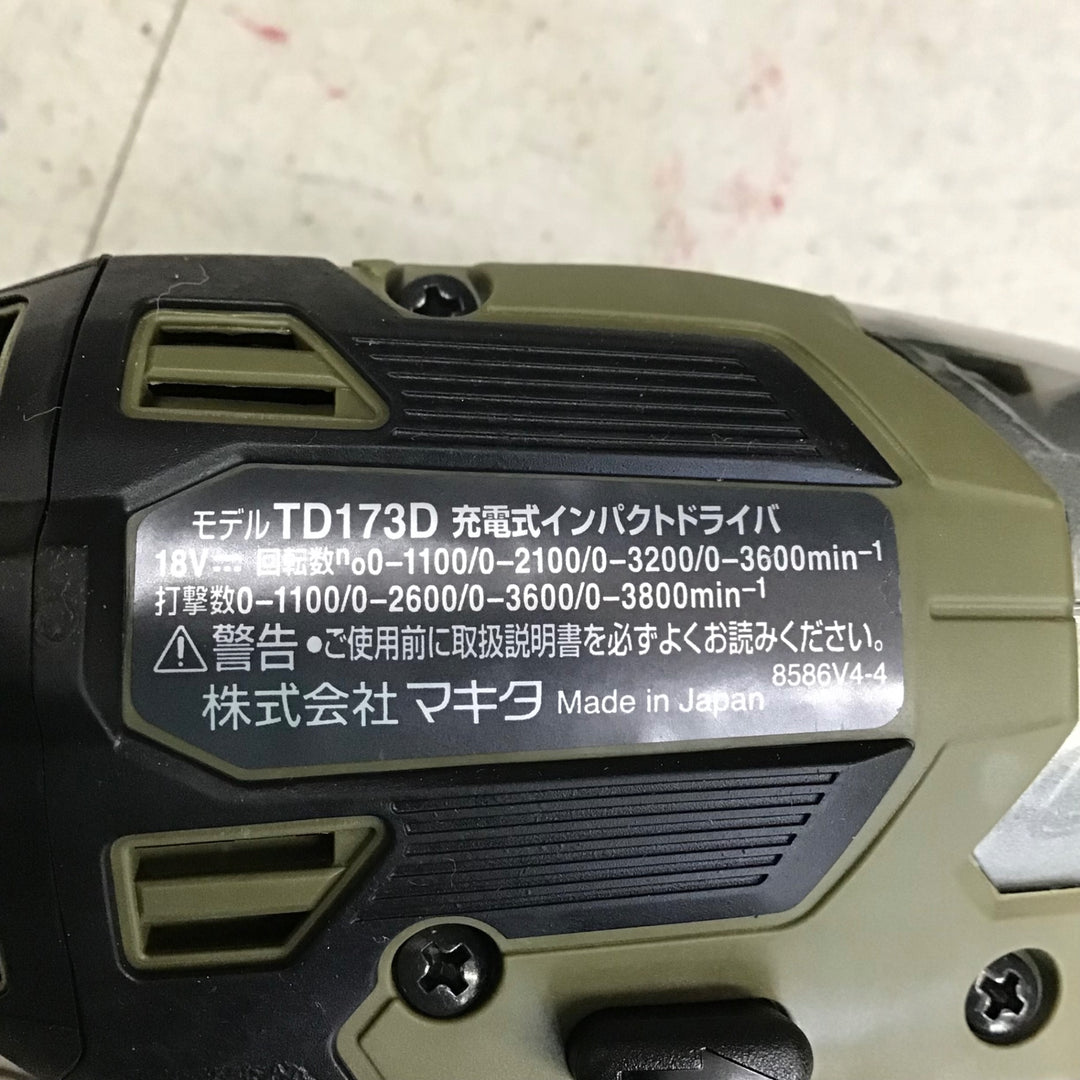 モデル TD173D 充電式インパクトドライバ
18V⎓ 回転数n₀0-1100/0-2100/0-3200/0-3600min⁻¹
打撃数0-1100/0-2600/0-3600/0-3800min⁻¹
⚠警告 ●ご使用前に取扱説明書を必ずよくお読みください。
8586V4-4
株式会社 マキタ Made in Japan